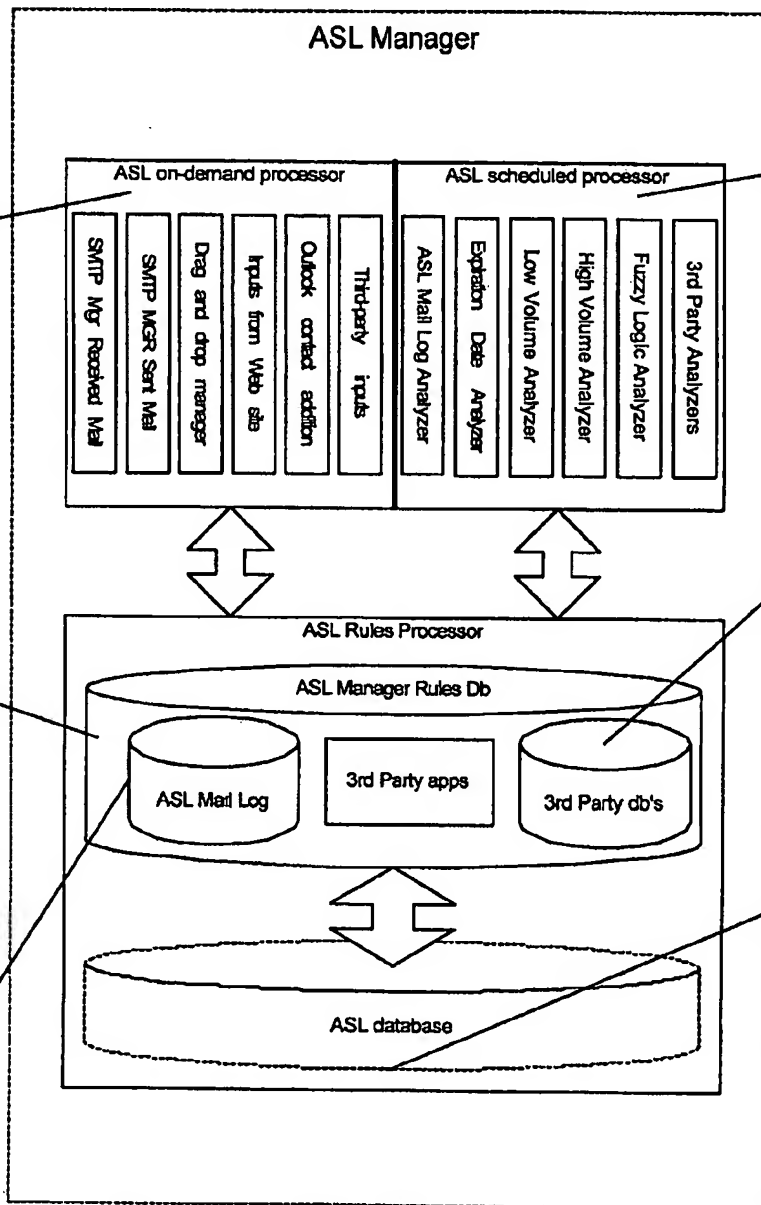 ASL Manager
ASL on-demand processor
SMTP Mgr Received Mail
SMTP MGR Sent Mail
Drag and drop manager
Inputs from Web site
Outlook contact addition
Third-party inputs
ASL scheduled processor
ASL Mail Log Analyzer
Expiration Date Analyzer
Low Volume Analyzer
High Volume Analyzer
Fuzzy Logic Analyzer
3rd Party Analyzers
ASL Rules Processor
ASL Manager Rules Db
ASL Mail Log
3rd Party apps
3rd Party db's
ASL database